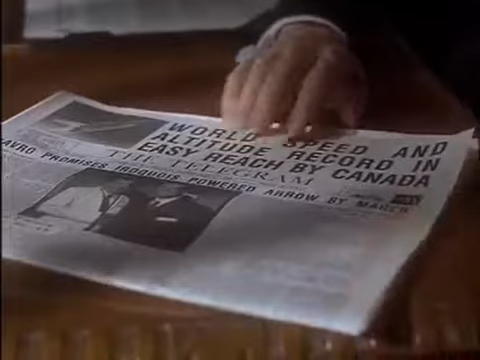 WORLD SPEED AND
ALTITUDE RECORD IN
EASY REACH BY CANADA
THE TELEGRAM
AVRO PROMISES IROQUOIS POWERED ARROW BY MARCH